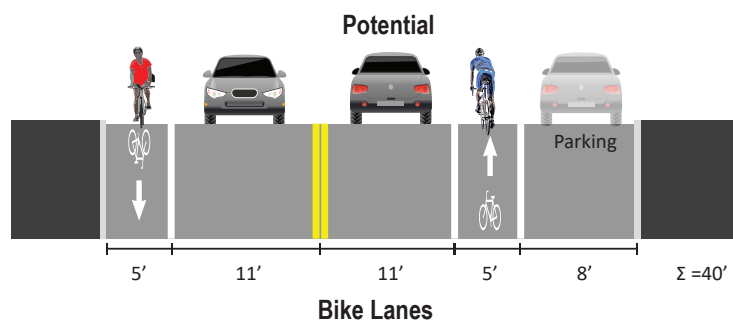 Potential
Parking
5’ 11’ 11’ 5’ 8’ Σ =40’
Bike Lanes